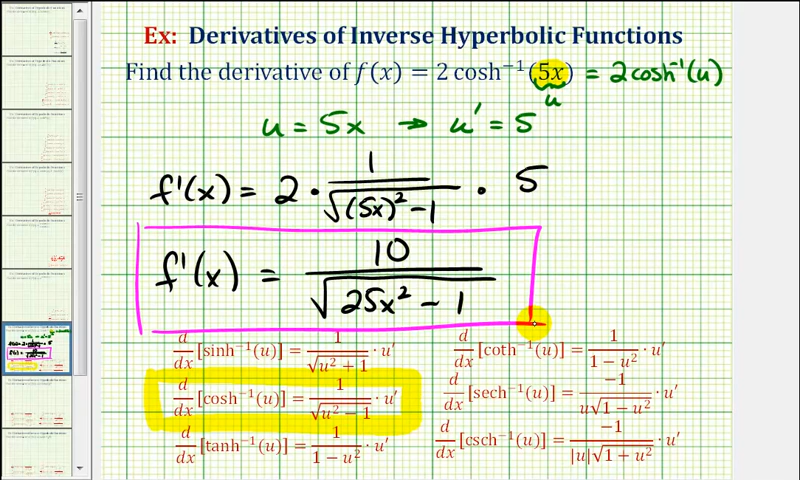 Ex: Derivatives of Inverse Hyperbolic Functions
Find the derivative of f(x) = 2 cosh⁻¹(5x) = 2cosh⁻¹(u)
u
u = 5x → u' = 5
f'(x) = 2 · 1/√((5x)² − 1) · 5
f'(x) = 10/√(25x² − 1)
d/dx [sinh⁻¹(u)] = 1/√(u² + 1) · u'
d/dx [coth⁻¹(u)] = 1/(1 − u²) · u'
d/dx [cosh⁻¹(u)] = 1/√(u² − 1) · u'
d/dx [sech⁻¹(u)] = −1/(u√(1 − u²)) · u'
d/dx [tanh⁻¹(u)] = 1/(1 − u²) · u'
d/dx [csch⁻¹(u)] = −1/(|u|√(1 + u²)) · u'